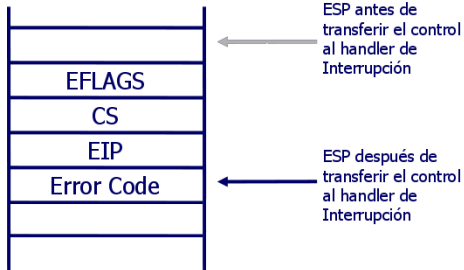 ESP antes de
transferir el control
al handler de
Interrupción
EFLAGS
CS
EIP
Error Code
ESP después de
transferir el control
al handler de
Interrupción